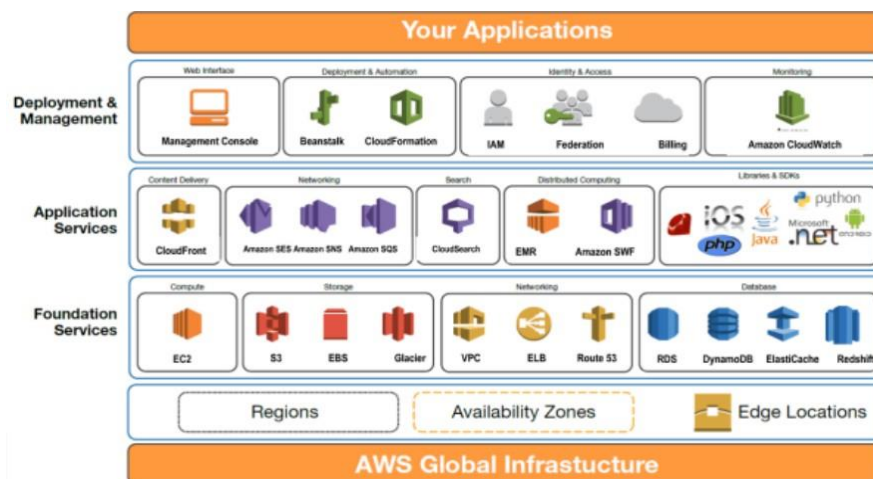 Your Applications
Deployment & Management
Web Interface
Management Console
Deployment & Automation
Beanstalk CloudFormation
Identity & Access
IAM Federation Billing
Monitoring
Amazon CloudWatch
Application Services
Content Delivery
CloudFront
Networking
Amazon SES Amazon SNS Amazon SQS
Search
CloudSearch
Distributed Computing
EMR Amazon SWF
Libraries & SDKs
iOS
php
Java
python
Microsoft
.net
Foundation Services
Compute
EC2
Storage
S3 EBS Glacier
Networking
VPC ELB Route 53
Database
RDS DynamoDB ElastiCache Redshift
Regions
Availability Zones
Edge Locations
AWS Global Infrastucture